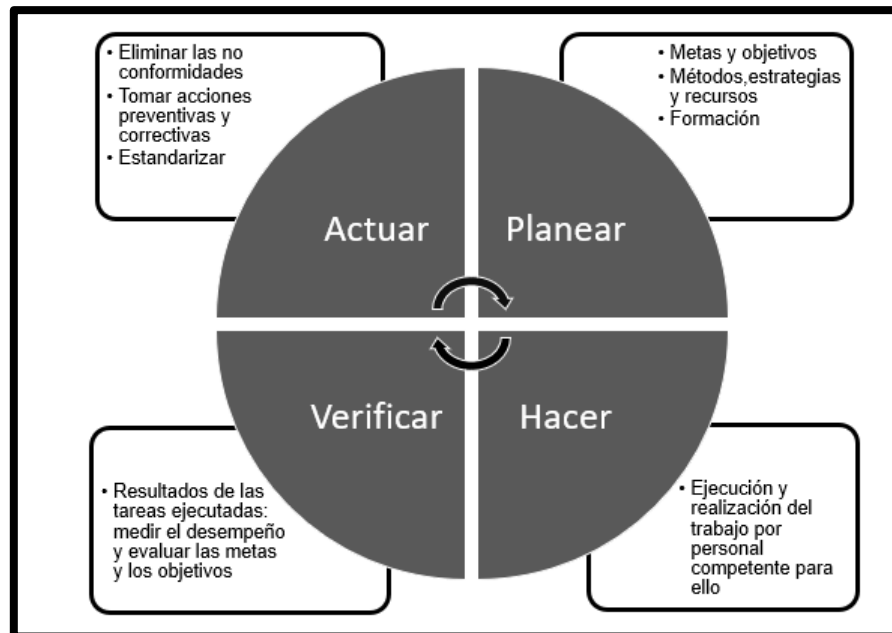 • Eliminar las no
conformidades
• Tomar acciones
preventivas y
correctivas
• Estandarizar
• Metas y objetivos
• Métodos,estrategias
y recursos
• Formación
Actuar
Planear
Verificar
Hacer
• Resultados de las
tareas ejecutadas:
medir el desempeño
y evaluar las metas
y los objetivos
• Ejecución y
realización del
trabajo por
personal
competente para
ello